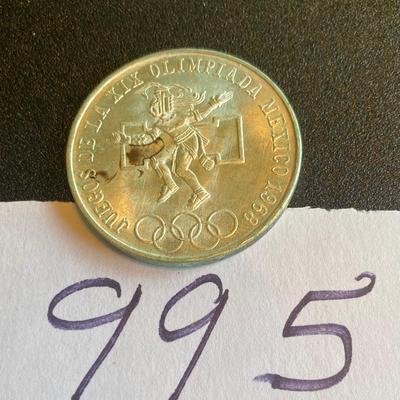 JUEGOS DE LA XIX OLIMPIADA MEXICO 1968
995